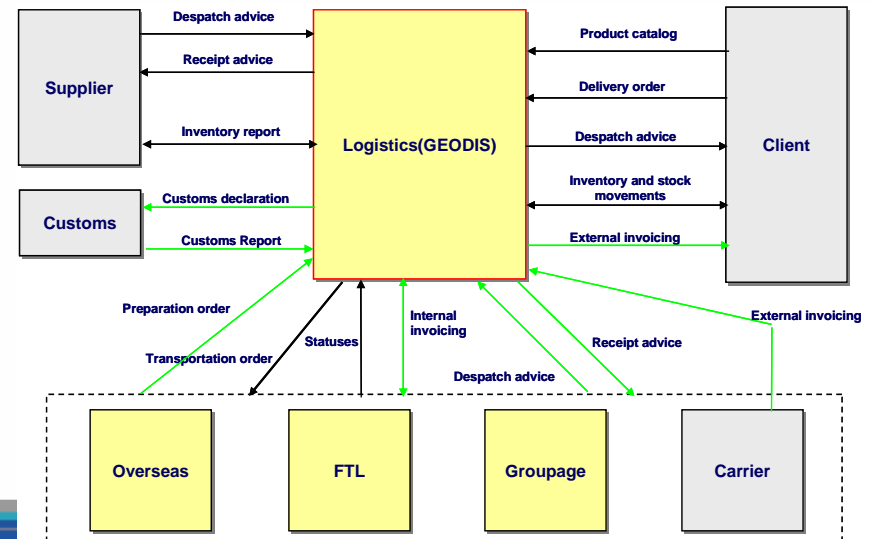 Despatch advice
Product catalog
Receipt advice
Supplier
Delivery order
Inventory report
Logistics(GEODIS)
Despatch advice
Client
Inventory and stock
movements
Customs declaration
Customs
Customs Report
External invoicing
Preparation order
Internal
invoicing
External invoicing
Statuses
Receipt advice
Transportation order
Despatch advice
Overseas
FTL
Groupage
Carrier